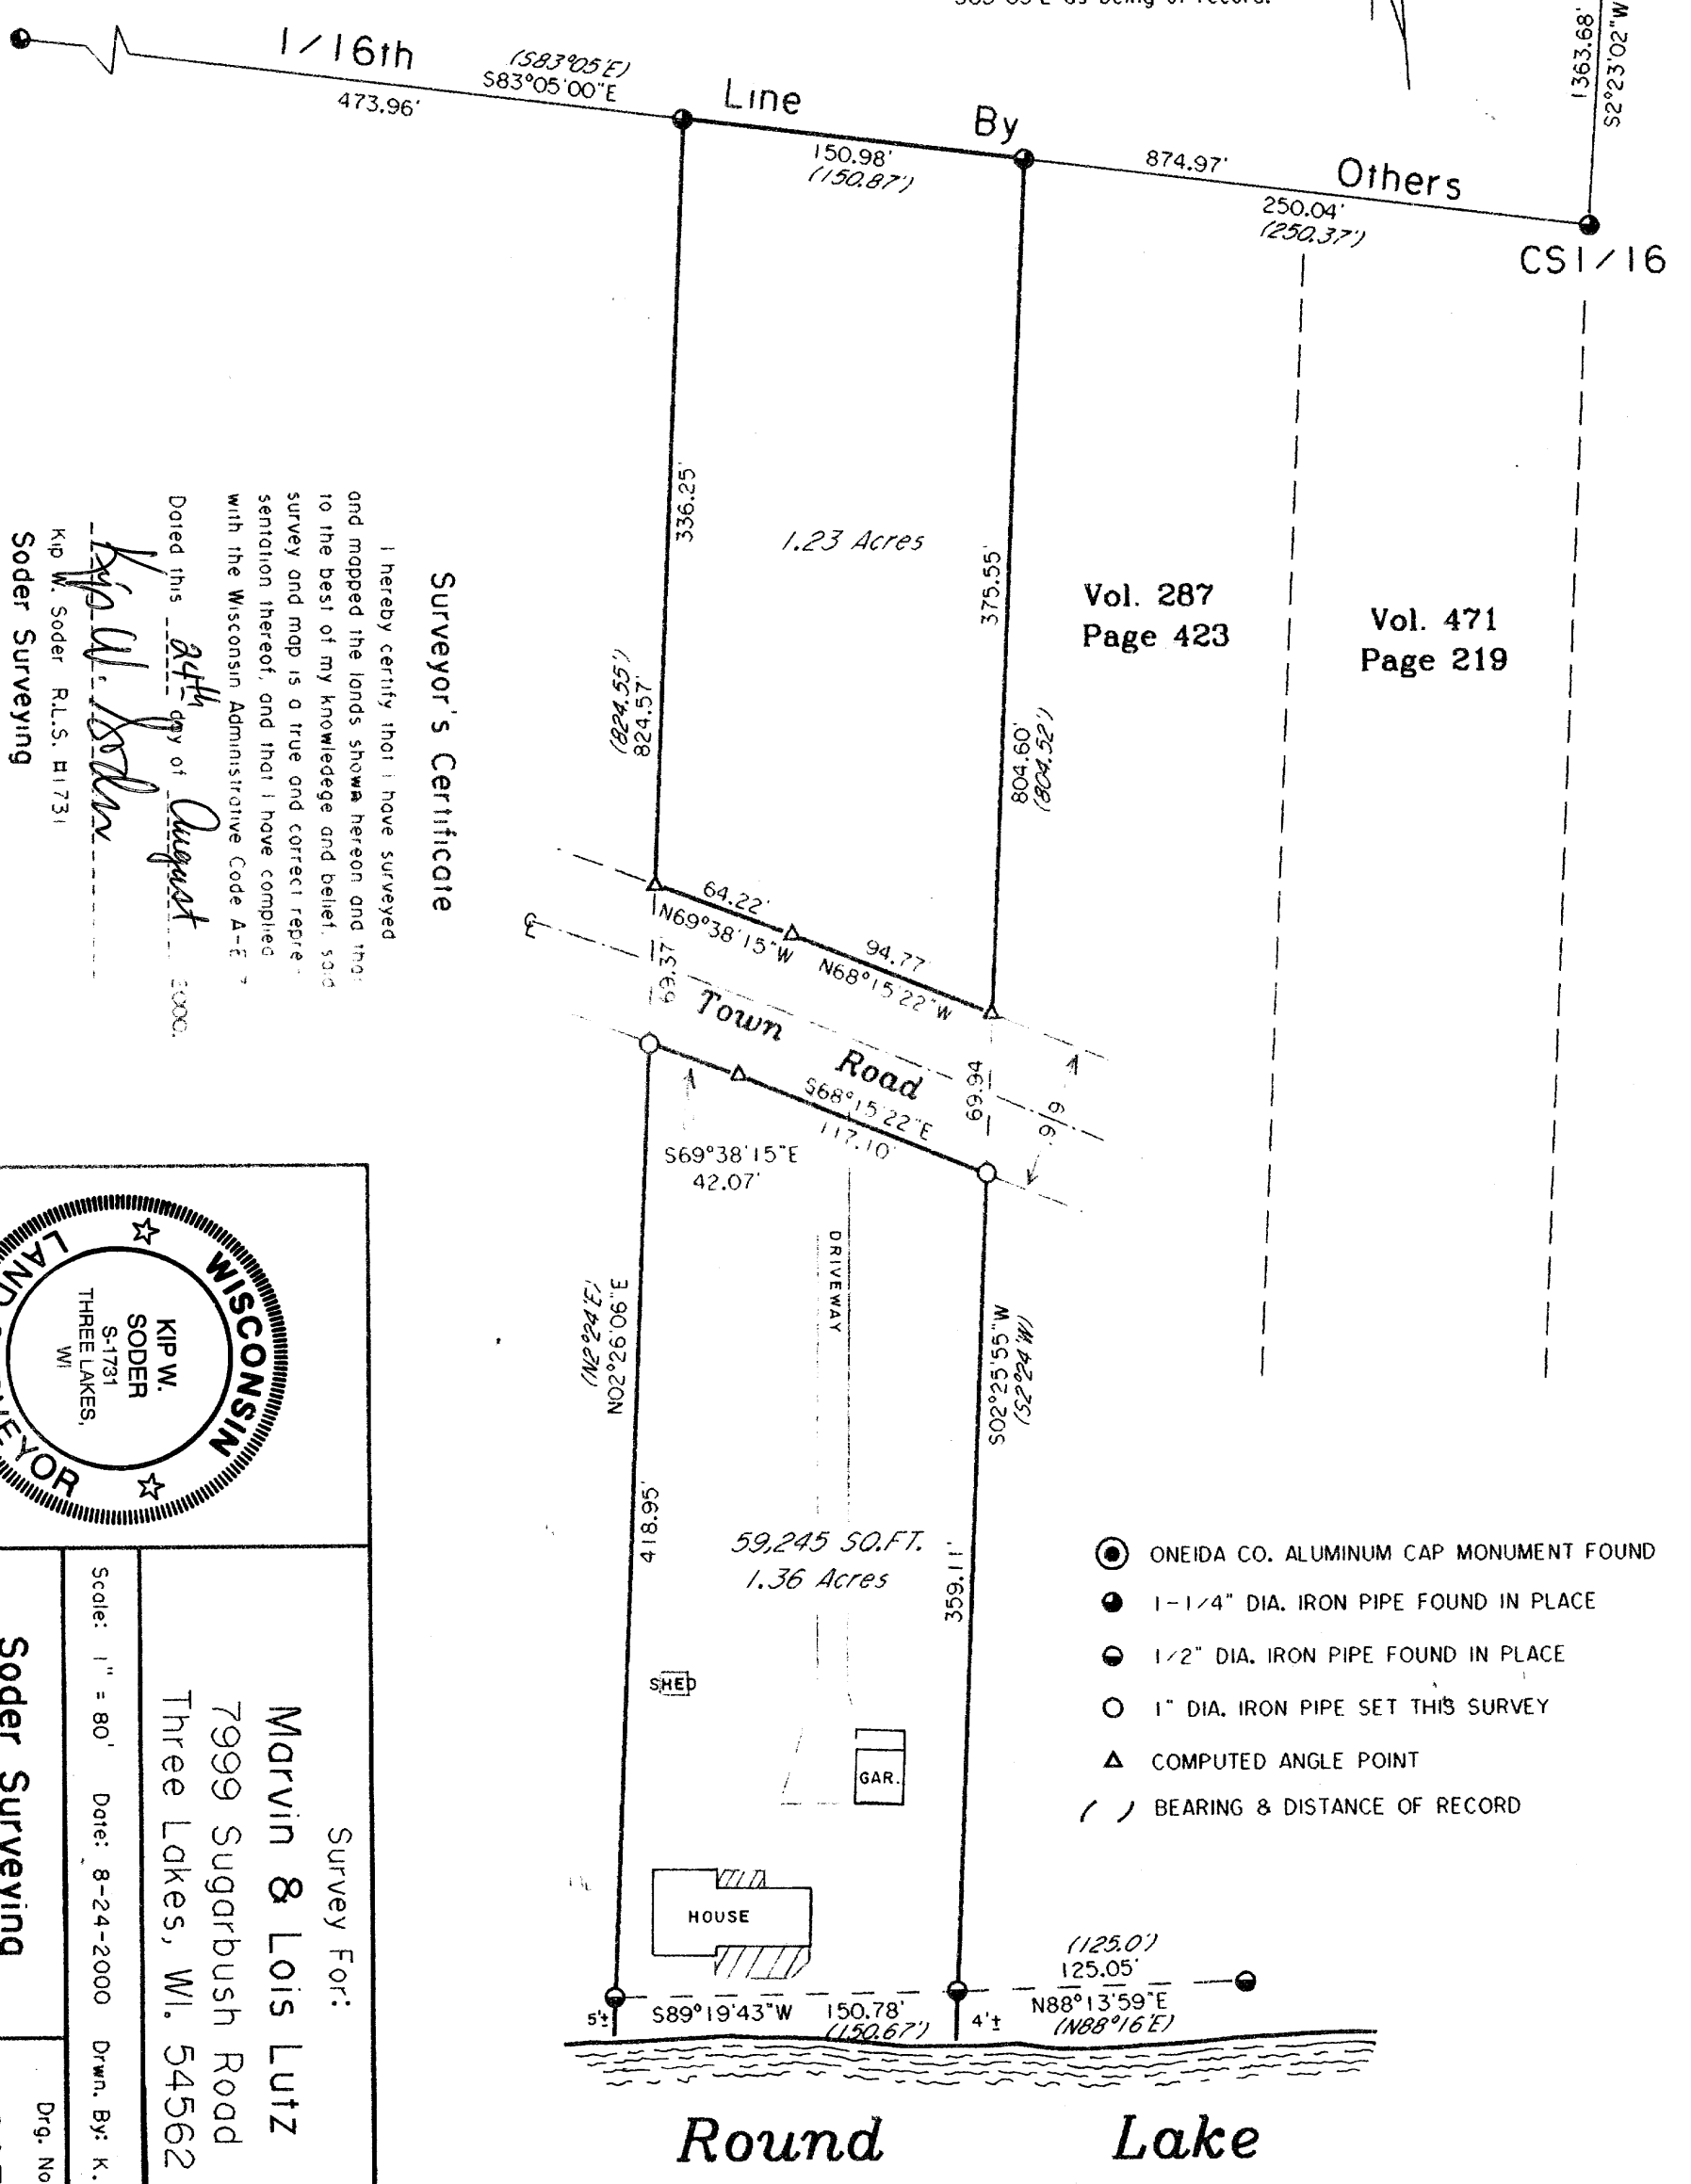 S83°05'E as being of record.
1363.68'
S2°23'02"W
1/16th Line By Others
(S83°05'E)
S83°05'00"E
473.96'
150.98'
(150.87')
874.97'
250.04'
(250.37')
CS1/16
336.25'
1.23 Acres
375.55'
(824.55')
824.57'
804.60'
(804.52')
Vol. 287
Page 423
Vol. 471
Page 219
64.22'
N69°38'15"W
94.77'
N68°15'22"W
69.37'
Town Road
69.94
66'
S68°15'22"E
117.10'
S69°38'15"E
42.07'
DRIVEWAY
(N2°24'E)
N02°26'06"E
S02°25'55"W
(S2°24'W)
418.95'
359.11'
59,245 SQ.FT.
1.36 Acres
SHED
GAR.
HOUSE
5'±
S89°19'43"W
150.78'
(150.67')
4'±
(125.0')
125.05'
N88°13'59"E
(N88°16'E)
Round Lake
ONEIDA CO. ALUMINUM CAP MONUMENT FOUND
1-1/4" DIA. IRON PIPE FOUND IN PLACE
1/2" DIA. IRON PIPE FOUND IN PLACE
1" DIA. IRON PIPE SET THIS SURVEY
COMPUTED ANGLE POINT
( ) BEARING & DISTANCE OF RECORD
Surveyor's Certificate
I hereby certify that I have surveyed
and mapped the lands shown hereon and that
to the best of my knowledege and belief, said
survey and map is a true and correct repre-
sentation thereof, and that I have complied
with the Wisconsin Administrative Code A-E 7
Dated this 24th day of August 2000.
Kip W. Soder
Kip W. Soder R.L.S. #1731
Soder Surveying
WISCONSIN
KIP W.
SODER
S-1731
THREE LAKES,
WI
LAND
Survey For:
Marvin & Lois Lutz
7999 Sugarbush Road
Three Lakes, WI. 54562
Scale: 1" = 80' Date: 8-24-2000 Drwn. By: K.
Soder Surveying
Drg. No